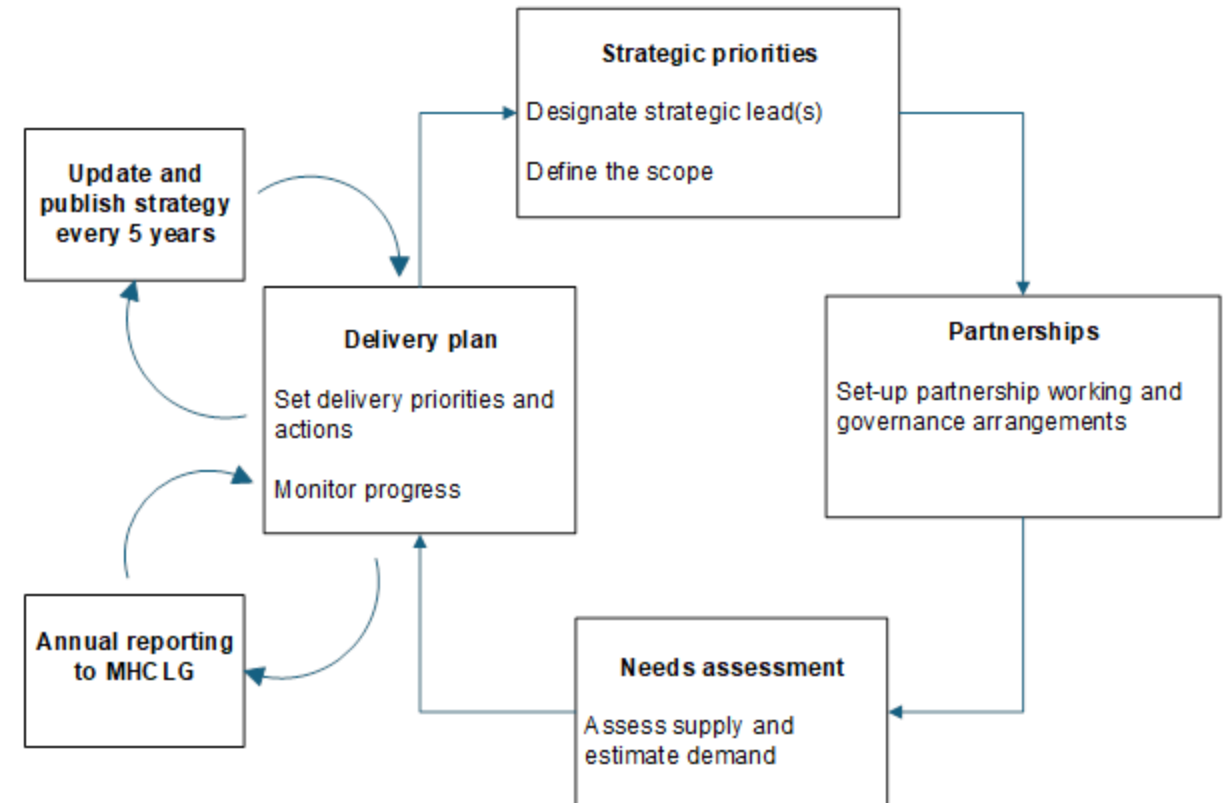 Strategic priorities
Designate strategic lead(s)
Define the scope
Update and
publish strategy
every 5 years
Delivery plan
Set delivery priorities and
actions
Monitor progress
Partnerships
Set-up partnership working and
governance arrangements
Annual reporting
to MHCLG
Needs assessment
Assess supply and
estimate demand